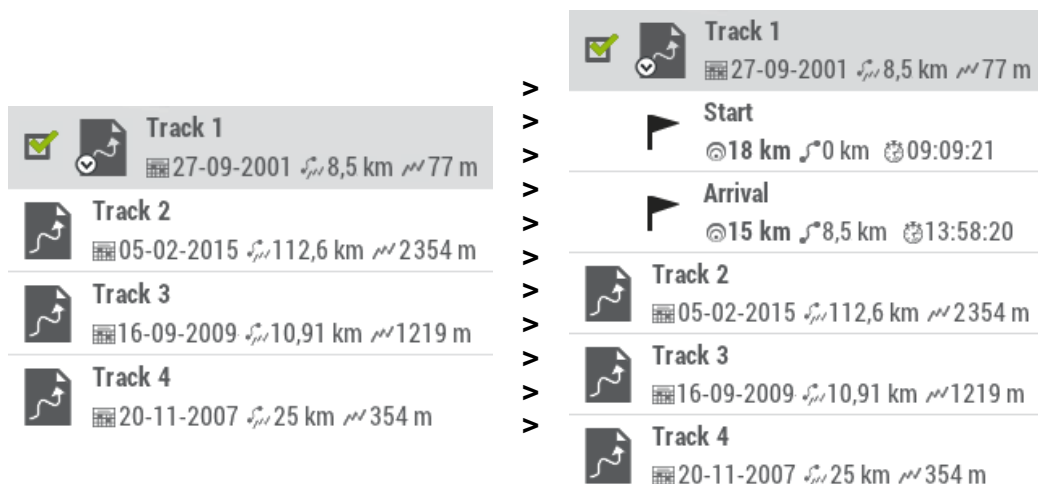 Track 1
27-09-2001 8,5 km 77 m
Track 2
05-02-2015 112,6 km 2354 m
Track 3
16-09-2009 10,91 km 1219 m
Track 4
20-11-2007 25 km 354 m
>
>
>
>
>
>
>
>
>
>
>
Track 1
27-09-2001 8,5 km 77 m
Start
18 km 0 km 09:09:21
Arrival
15 km 8,5 km 13:58:20
Track 2
05-02-2015 112,6 km 2354 m
Track 3
16-09-2009 10,91 km 1219 m
Track 4
20-11-2007 25 km 354 m